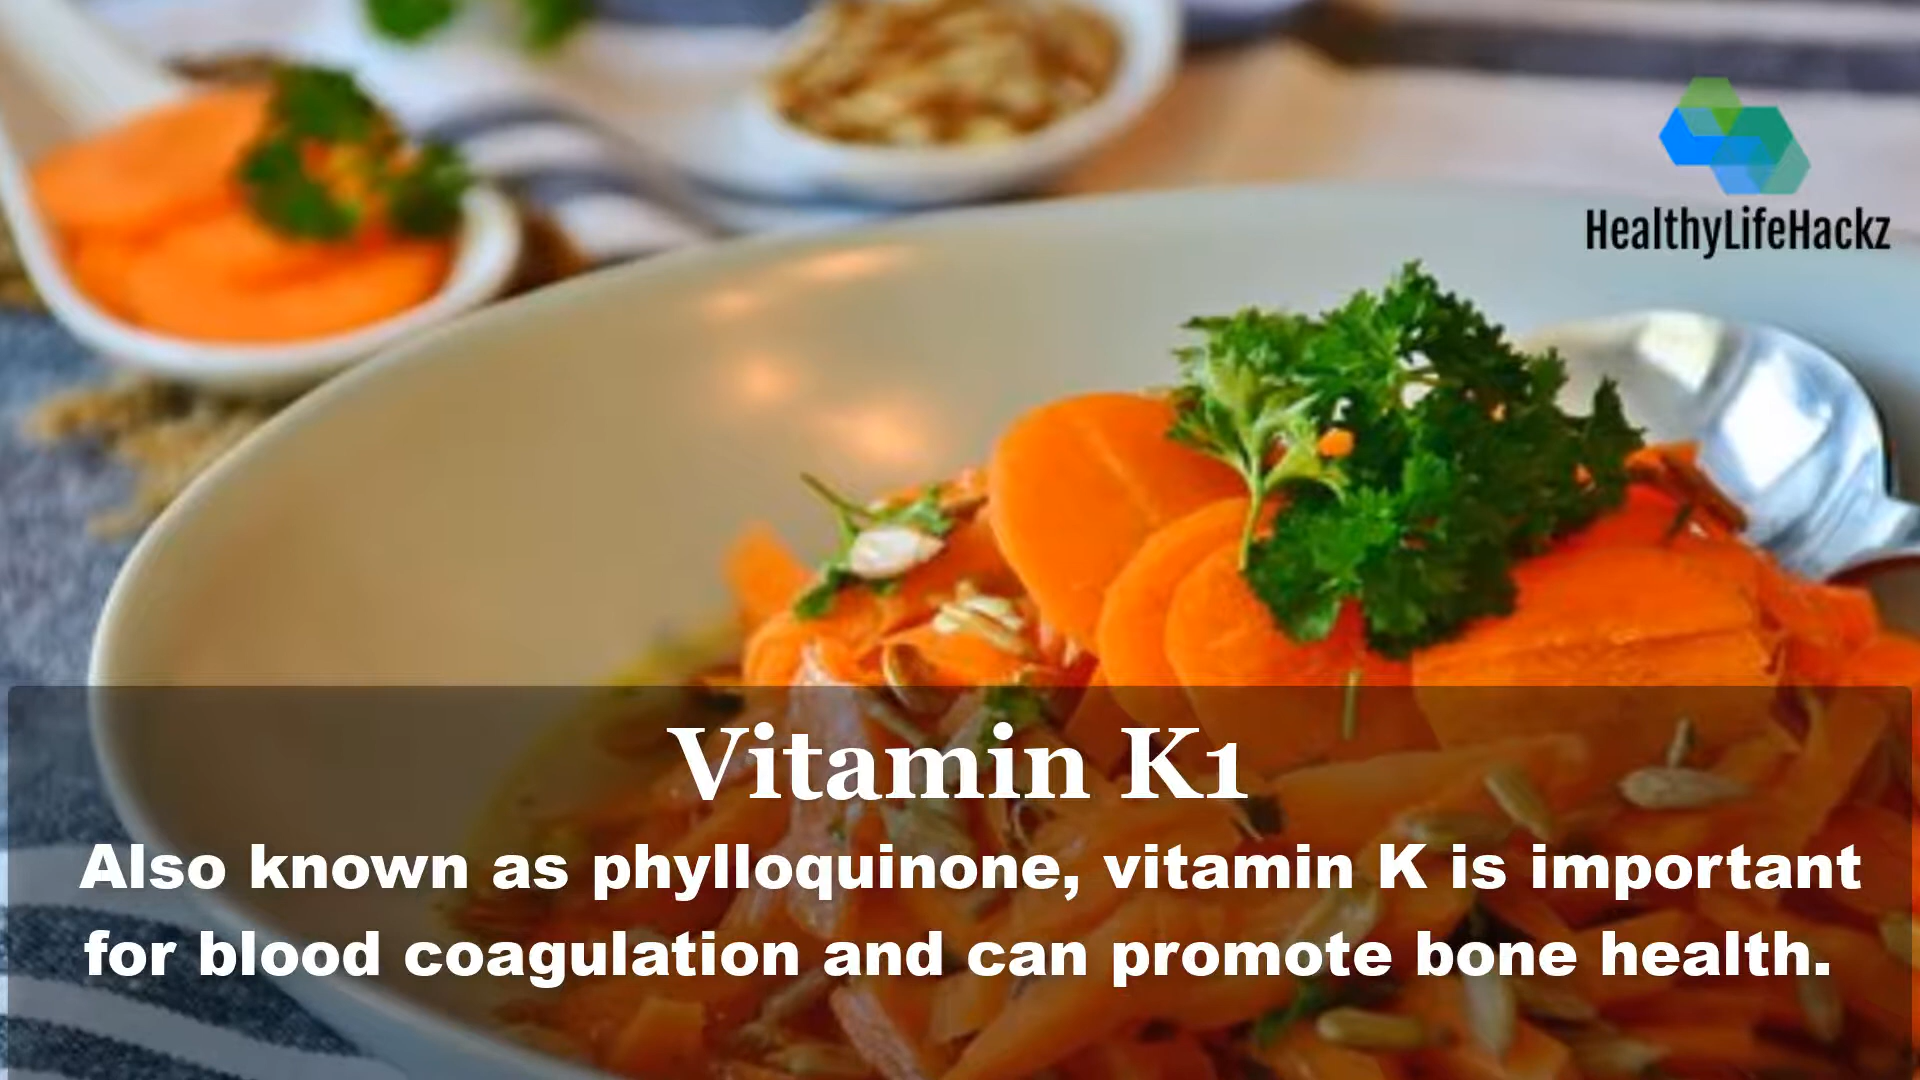 HealthyLifeHackz
Vitamin K1
Also known as phylloquinone, vitamin K is important
for blood coagulation and can promote bone health.